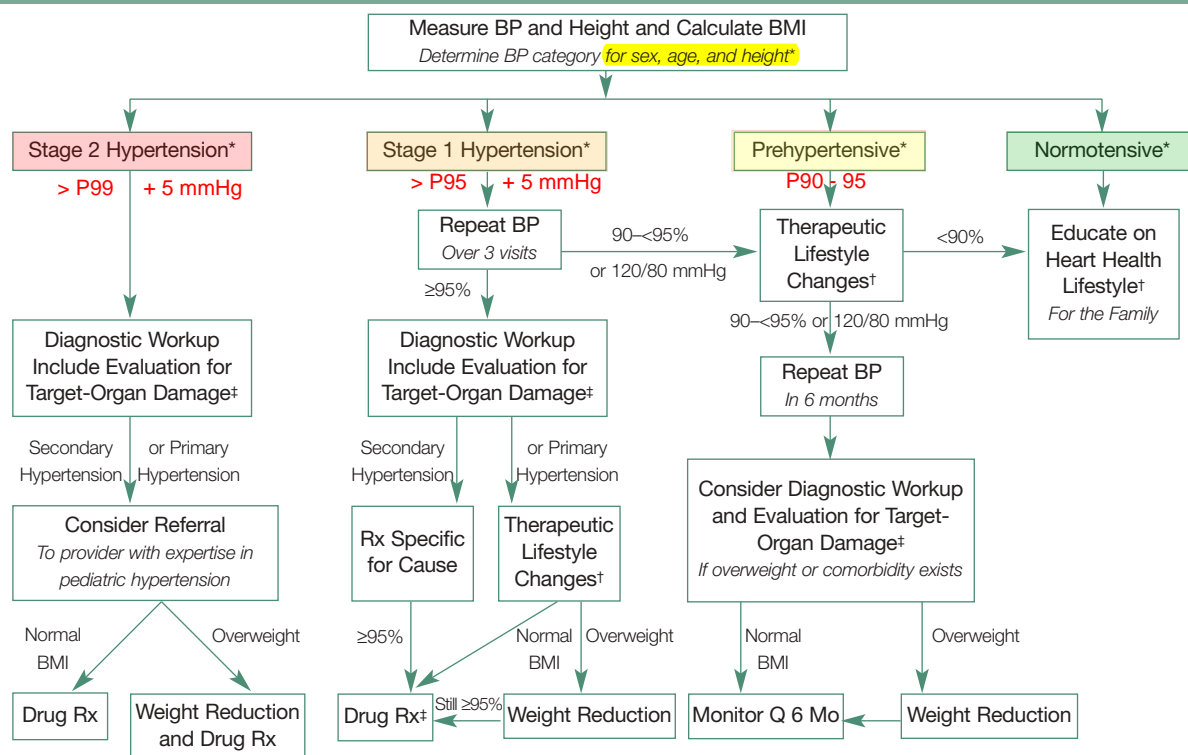 Measure BP and Height and Calculate BMI
Determine BP category for sex, age, and height*
Stage 2 Hypertension*
Stage 1 Hypertension*
Prehypertensive*
Normotensive*
> P99 + 5 mmHg
> P95 + 5 mmHg
P90 - 95
Repeat BP
Over 3 visits
90–<95%
or 120/80 mmHg
Therapeutic
Lifestyle
Changes†
<90%
Educate on
Heart Health
Lifestyle†
For the Family
≥95%
90–<95% or 120/80 mmHg
Diagnostic Workup
Include Evaluation for
Target-Organ Damage‡
Diagnostic Workup
Include Evaluation for
Target-Organ Damage‡
Repeat BP
In 6 months
Secondary
Hypertension
or Primary
Hypertension
Secondary
Hypertension
or Primary
Hypertension
Consider Diagnostic Workup
and Evaluation for Target-
Organ Damage‡
If overweight or comorbidity exists
Consider Referral
To provider with expertise in
pediatric hypertension
Rx Specific
for Cause
Therapeutic
Lifestyle
Changes†
Normal
BMI
Overweight
≥95%
Normal
BMI
Overweight
Normal
BMI
Overweight
Drug Rx
Weight Reduction
and Drug Rx
Drug Rx‡
Still ≥95%
Weight Reduction
Monitor Q 6 Mo
Weight Reduction